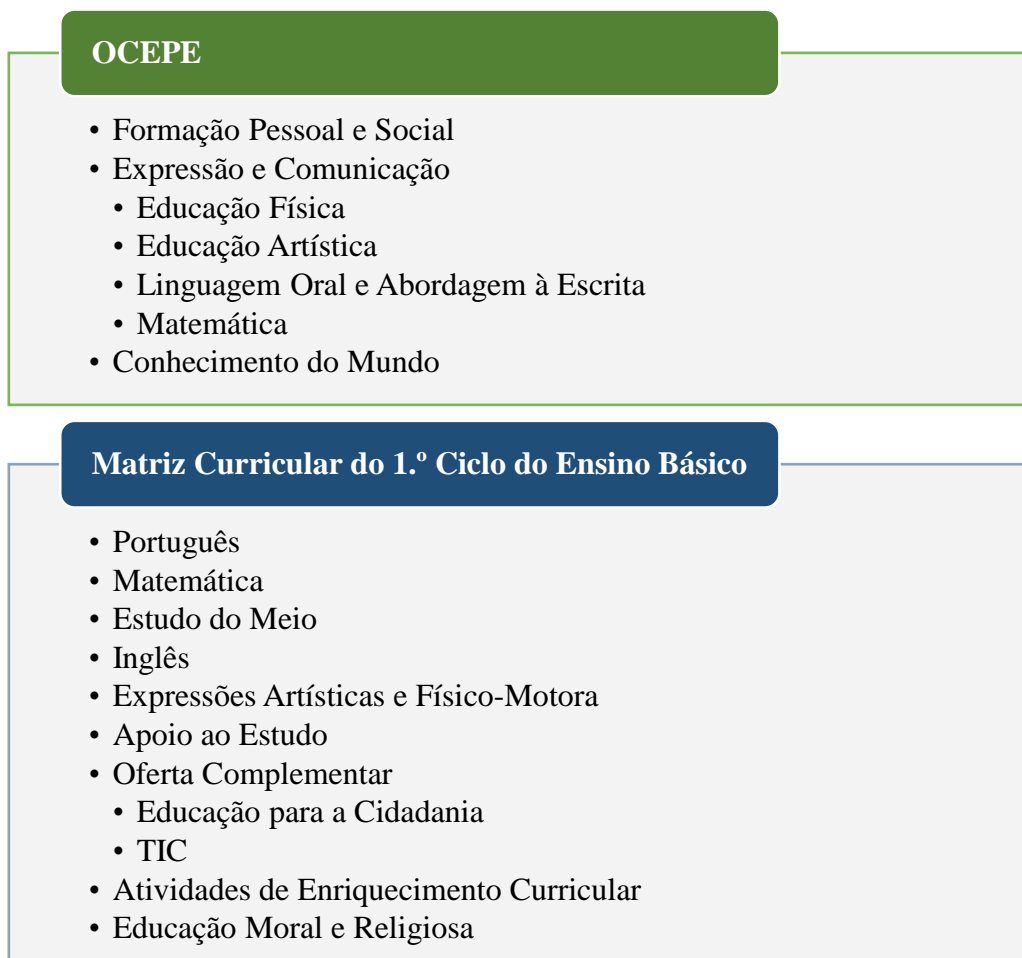 OCEPE
• Formação Pessoal e Social
• Expressão e Comunicação
• Educação Física
• Educação Artística
• Linguagem Oral e Abordagem à Escrita
• Matemática
• Conhecimento do Mundo
Matriz Curricular do 1.º Ciclo do Ensino Básico
• Português
• Matemática
• Estudo do Meio
• Inglês
• Expressões Artísticas e Físico-Motora
• Apoio ao Estudo
• Oferta Complementar
• Educação para a Cidadania
• TIC
• Atividades de Enriquecimento Curricular
• Educação Moral e Religiosa